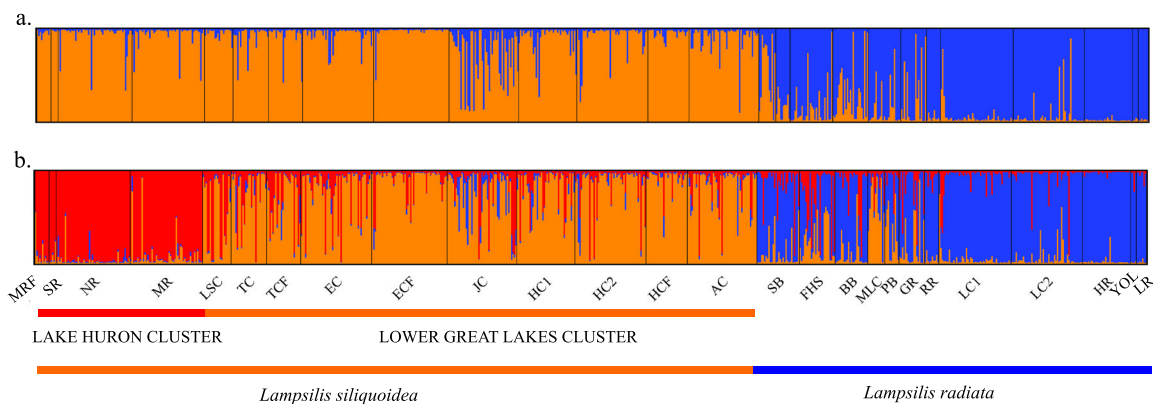 a.
b.
MRF SR NR MR LSC TC TCF EC ECF JC HC1 HC2 HCF AC SB FHS BB MLC PB GR RR LC1 LC2 HR YOL LR
LAKE HURON CLUSTER LOWER GREAT LAKES CLUSTER
Lampsilis siliquoidea Lampsilis radiata